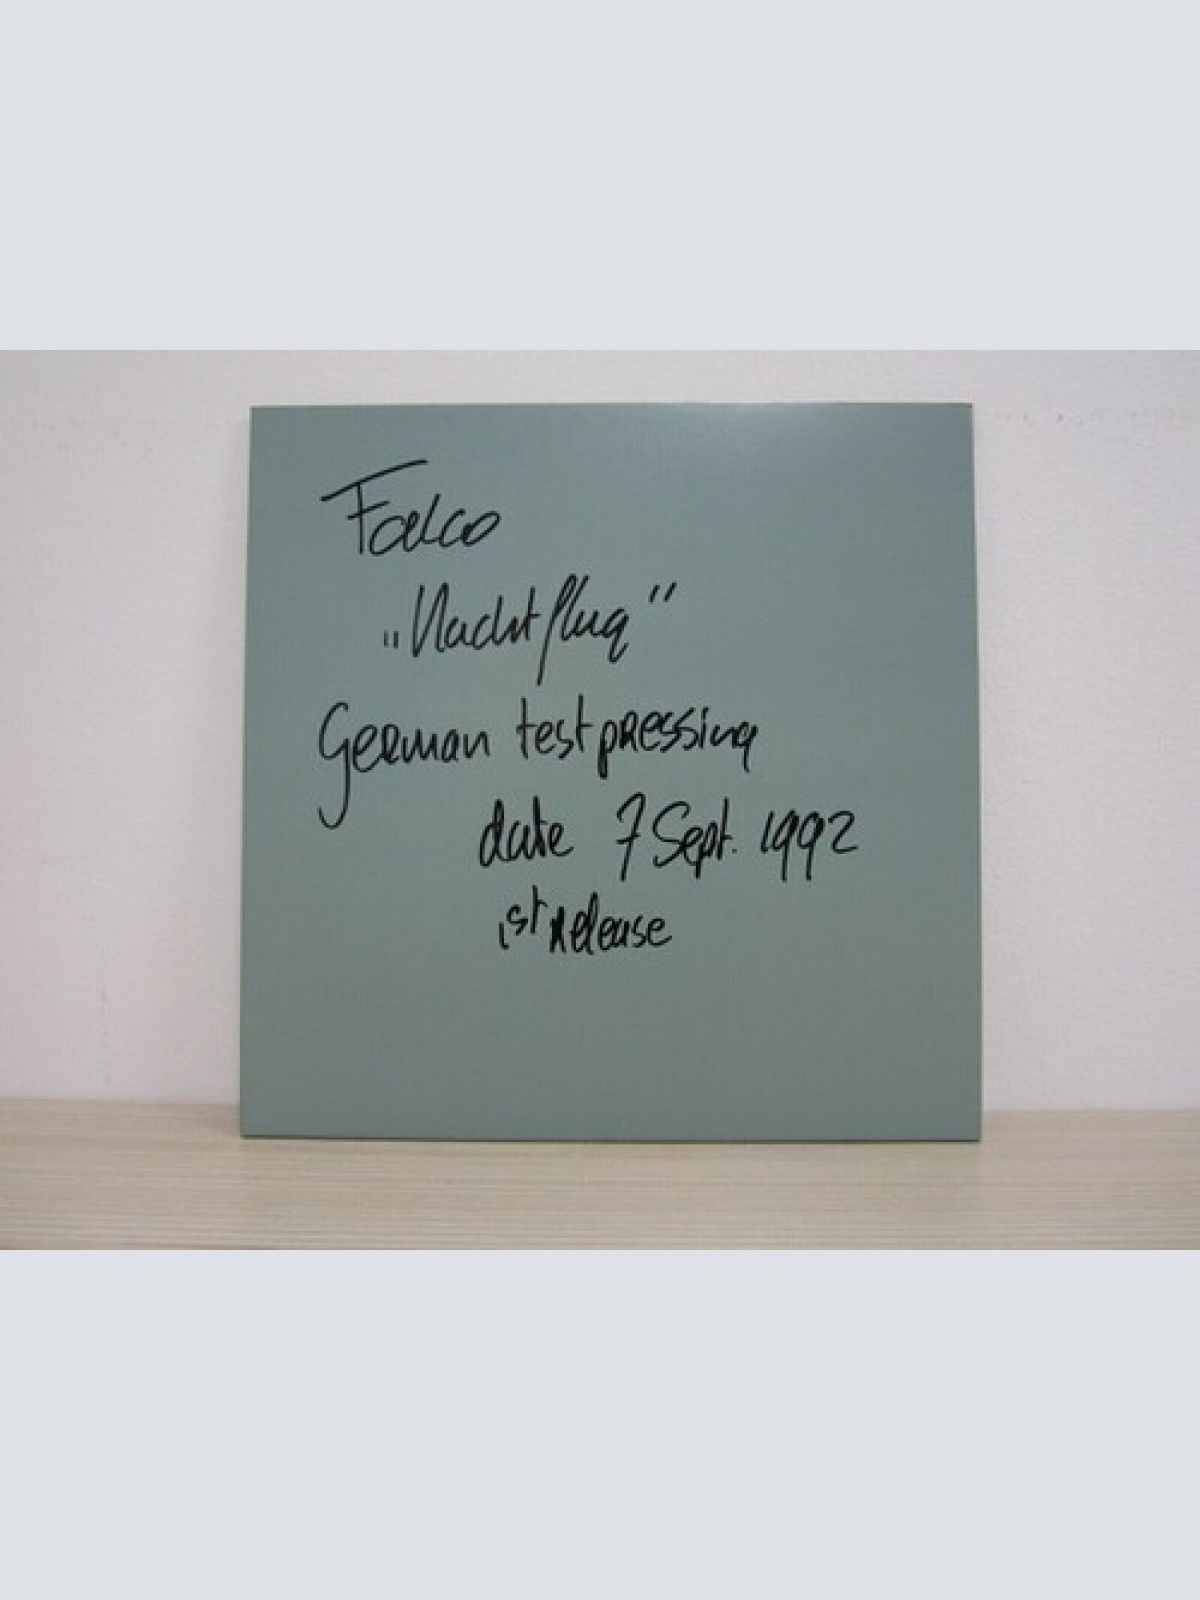 Falco
„Nachtflug”
German testpressing
date 7 Sept. 1992
1st release